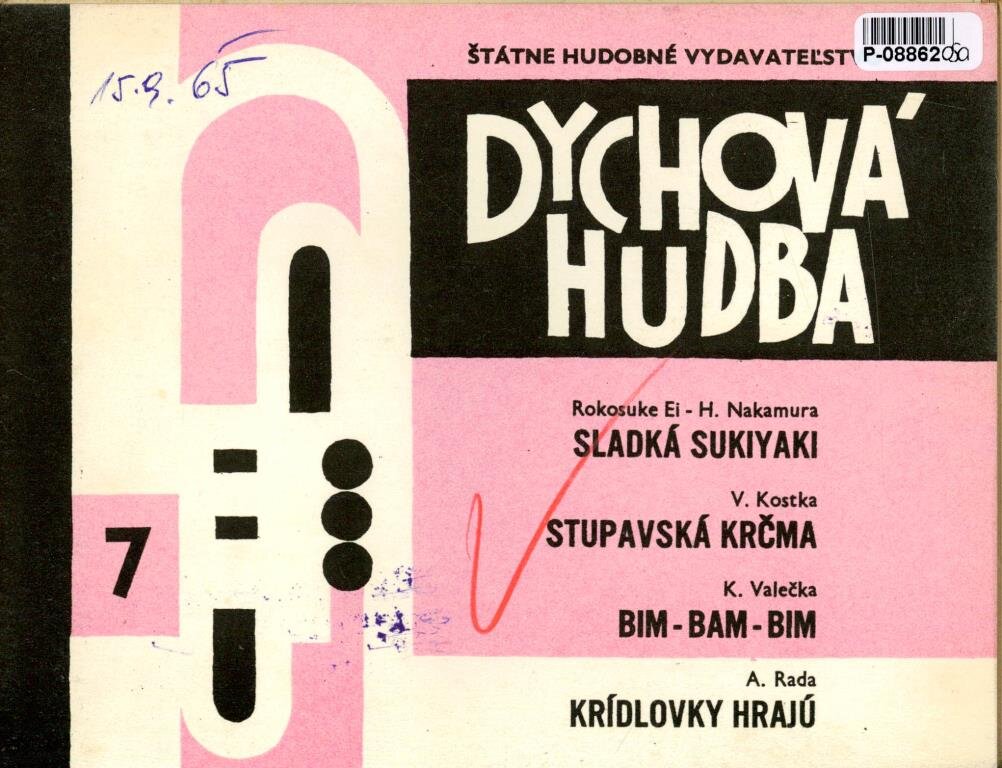 15.9.65
ŠTÁTNE HUDOBNÉ
P-08862
DYCHOVÁ
HUDBA
Rokosuke Ei - H. Nakamura
SLADKÁ SUKIYAKI
V. Kostka
STUPAVSKÁ KRČMA
7
K. Valečka
BIM - BAM - BIM
A. Rada
KRÍDLOVKY HRAJÚ